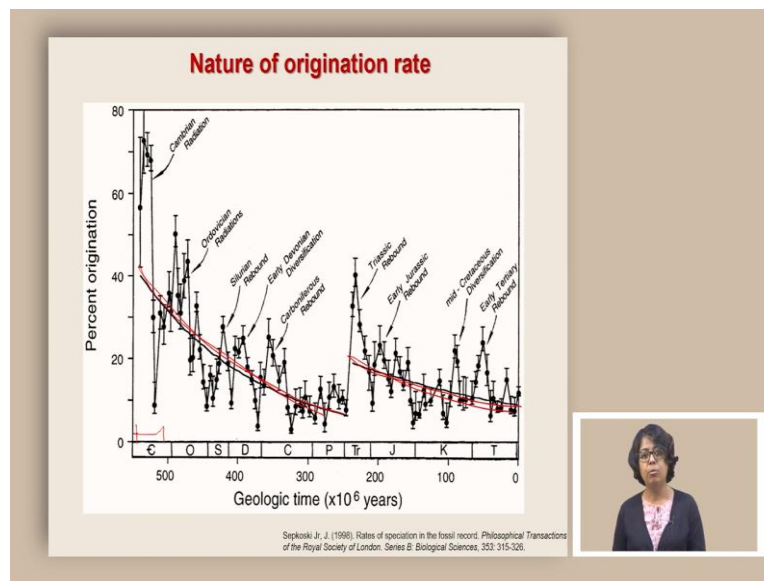 Nature of origination rate
80
60
40
20
0
Percent origination
Cambrian
Radiation
Ordovician
Radiations
Silurian
Rebound
Early Devonian
Diversification
Carboniferous
Rebound
Triassic
Rebound
Early Jurassic
Rebound
mid - Cretaceous
Diversification
Early Tertiary
Rebound
Є O S D C P Tr J K T
500 400 300 200 100 0
Geologic time (x10⁶ years)
Sepkoski Jr, J. (1998). Rates of speciation in the fossil record. Philosophical Transactions
of the Royal Society of London. Series B: Biological Sciences, 353: 315-326.